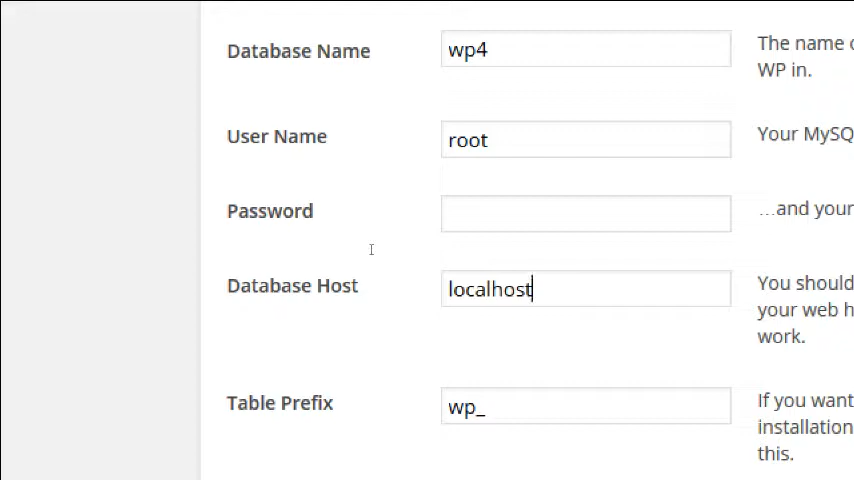 Database Name
wp4
The name
WP in.
User Name
root
Your MySQ
Password
…and your
Database Host
localhost
You should
your web h
work.
Table Prefix
wp_
If you want
installation
this.